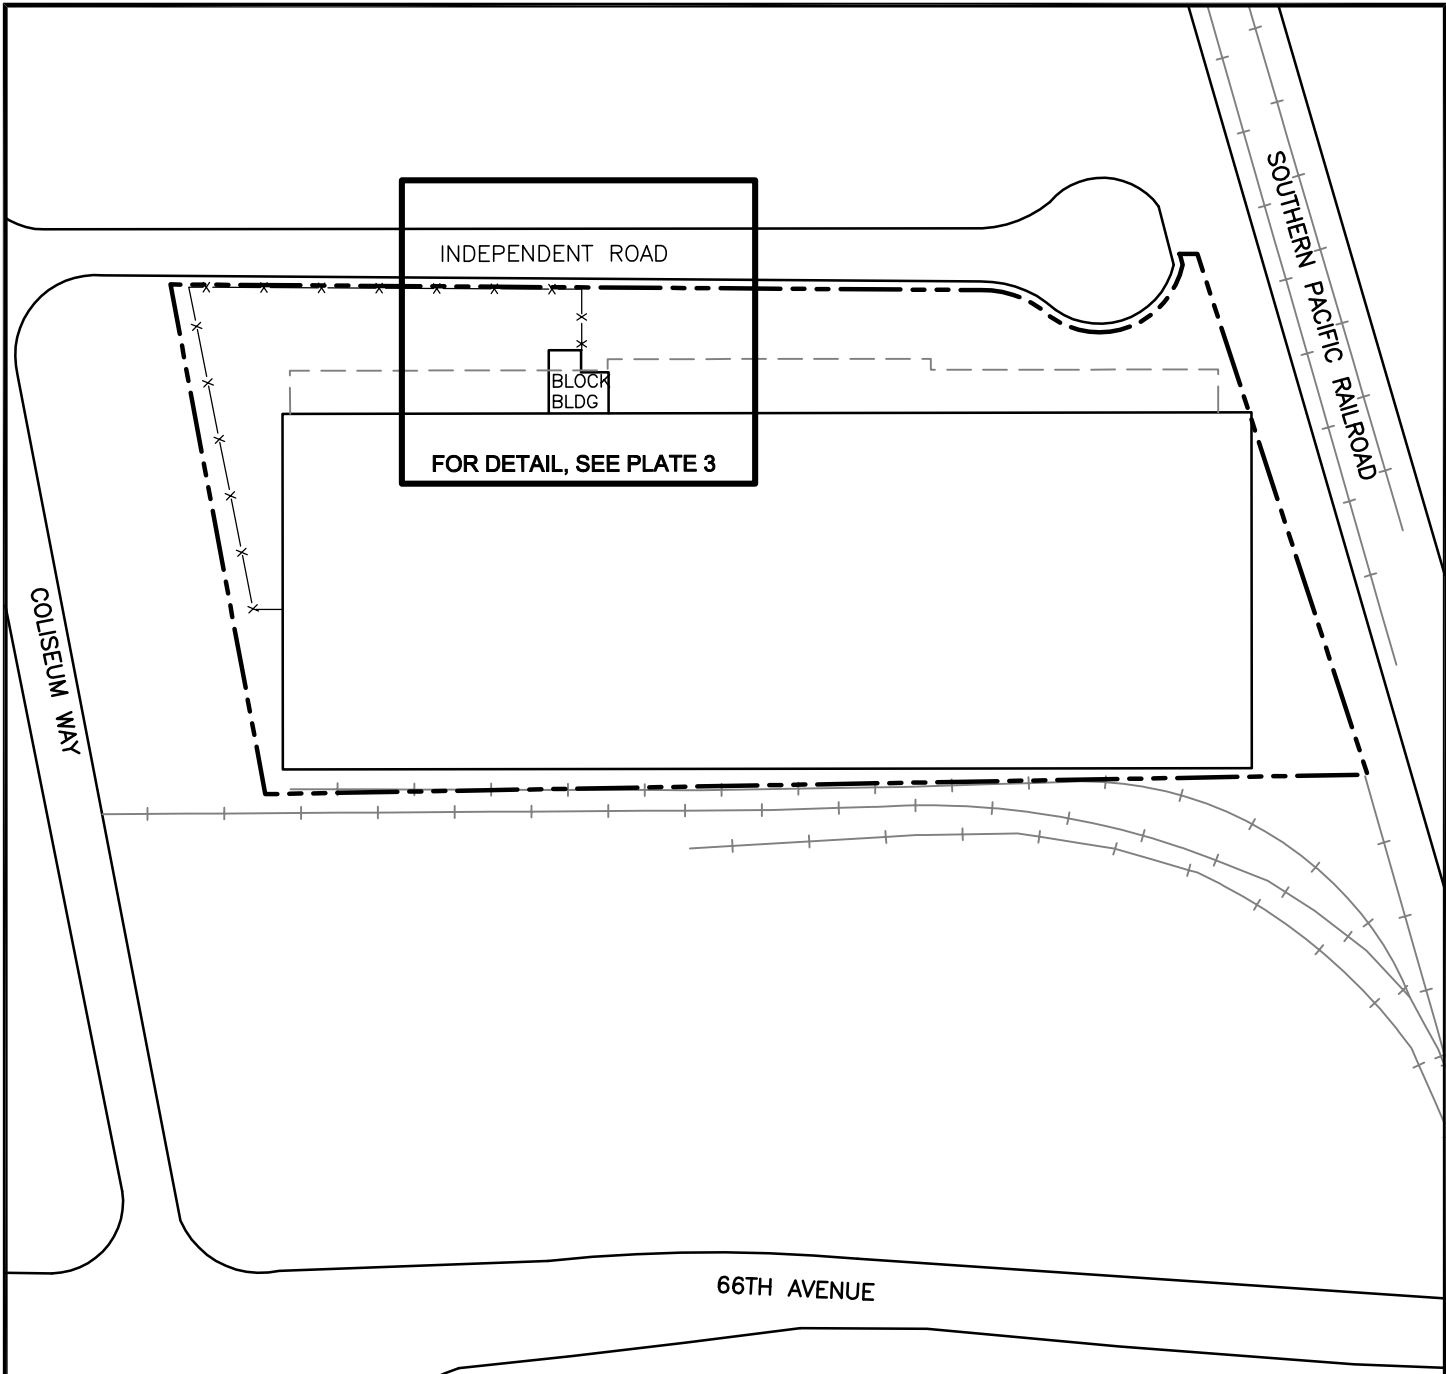 INDEPENDENT ROAD
SOUTHERN PACIFIC RAILROAD
BLOCK
BLDG
FOR DETAIL, SEE PLATE 3
COLISEUM WAY
66TH AVENUE